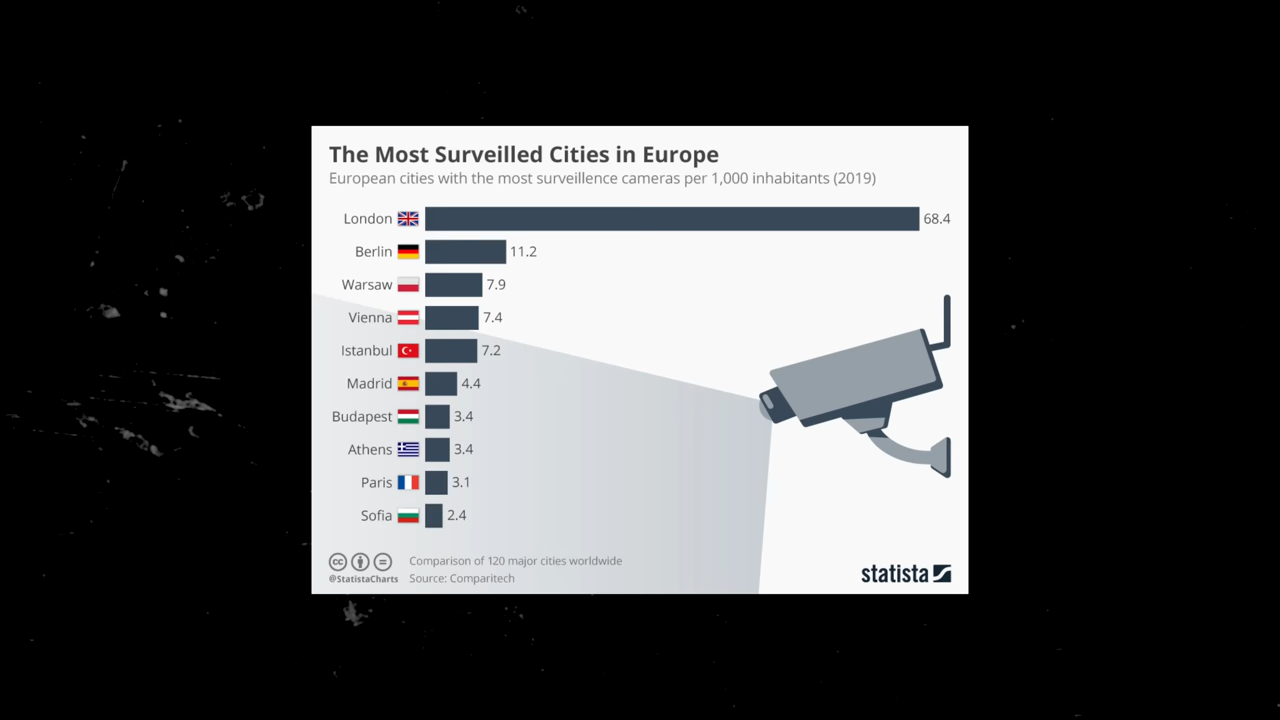 The Most Surveilled Cities in Europe
European cities with the most surveillence cameras per 1,000 inhabitants (2019)
London 68.4
Berlin 11.2
Warsaw 7.9
Vienna 7.4
Istanbul 7.2
Madrid 4.4
Budapest 3.4
Athens 3.4
Paris 3.1
Sofia 2.4
cc
@StatistaCharts
Comparison of 120 major cities worldwide
Source: Comparitech
statista